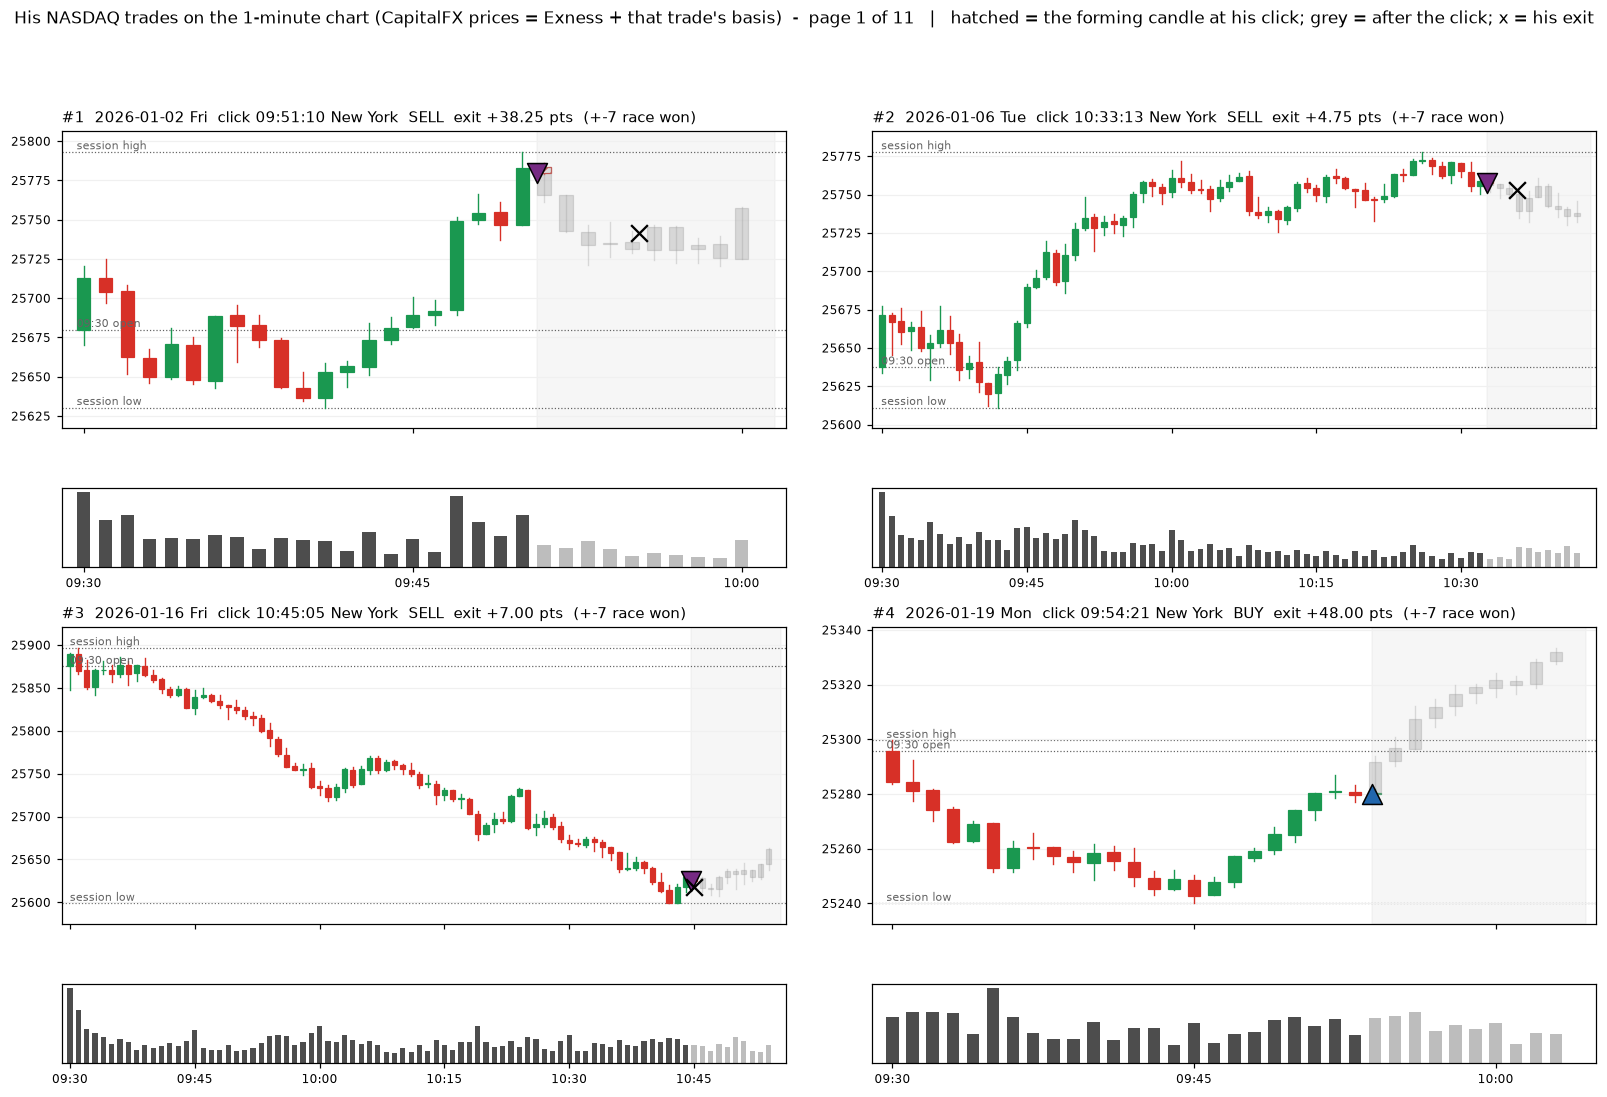 His NASDAQ trades on the 1-minute chart (CapitalFX prices = Exness + that trade's basis)  -  page 1 of 11   |   hatched = the forming candle at his click; grey = after the click; x = his exit
#1  2026-01-02 Fri  click 09:51:10 New York  SELL  exit +38.25 pts  (+-7 race won)
25800
25775
25750
25725
25700
25675
25650
25625
session high
09:30 open
session low
09:30
09:45
10:00
#2  2026-01-06 Tue  click 10:33:13 New York  SELL  exit +4.75 pts  (+-7 race won)
25775
25750
25725
25700
25675
25650
25625
25600
session high
09:30 open
session low
09:30
09:45
10:00
10:15
10:30
#3  2026-01-16 Fri  click 10:45:05 New York  SELL  exit +7.00 pts  (+-7 race won)
25900
25850
25800
25750
25700
25650
25600
session high
09:30 open
session low
09:30
09:45
10:00
10:15
10:30
10:45
#4  2026-01-19 Mon  click 09:54:21 New York  BUY  exit +48.00 pts  (+-7 race won)
25340
25320
25300
25280
25260
25240
session high
09:30 open
session low
09:30
09:45
10:00